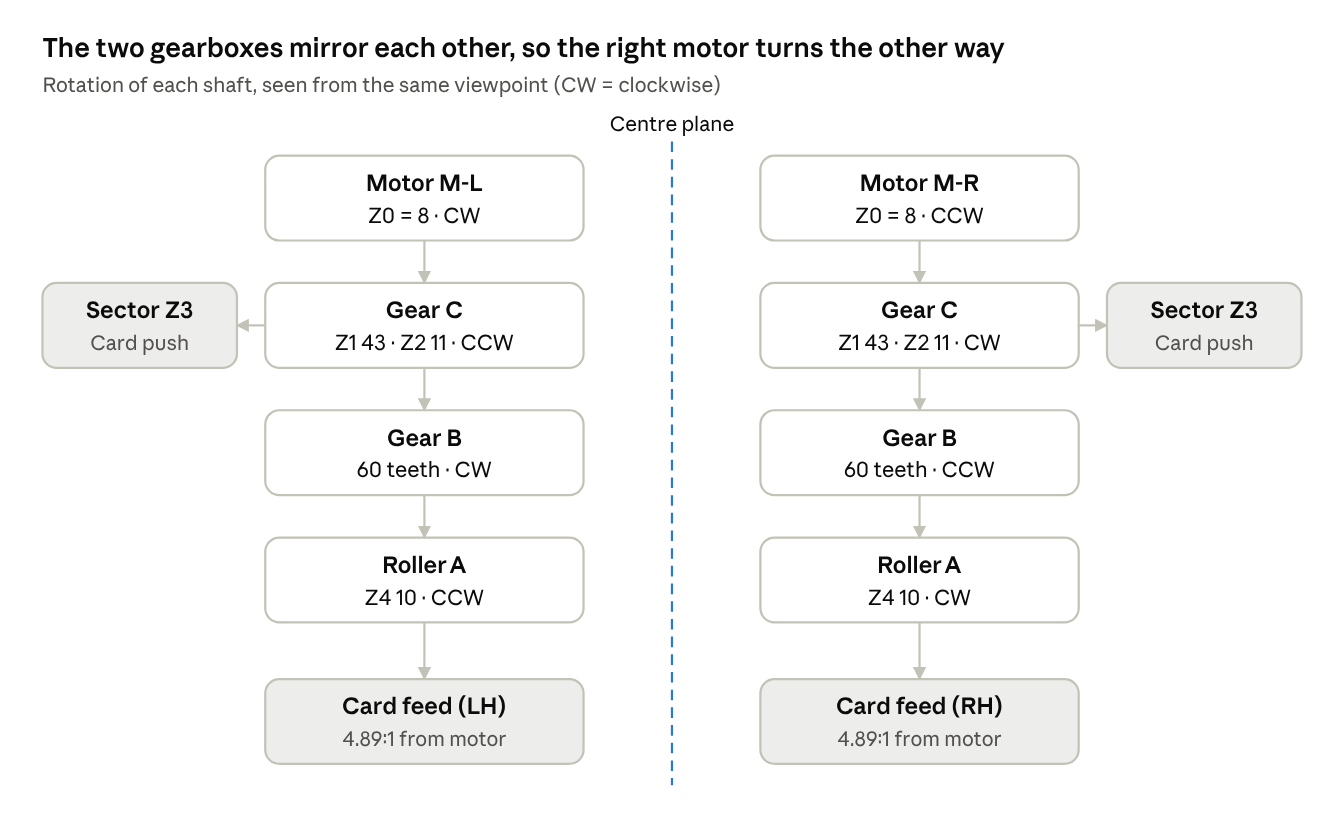 The two gearboxes mirror each other, so the right motor turns the other way
Rotation of each shaft, seen from the same viewpoint (CW = clockwise)
Centre plane
Motor M-L
Z0 = 8 · CW
Motor M-R
Z0 = 8 · CCW
Sector Z3
Card push
Gear C
Z1 43 · Z2 11 · CCW
Gear C
Z1 43 · Z2 11 · CW
Sector Z3
Card push
Gear B
60 teeth · CW
Gear B
60 teeth · CCW
Roller A
Z4 10 · CCW
Roller A
Z4 10 · CW
Card feed (LH)
4.89:1 from motor
Card feed (RH)
4.89:1 from motor